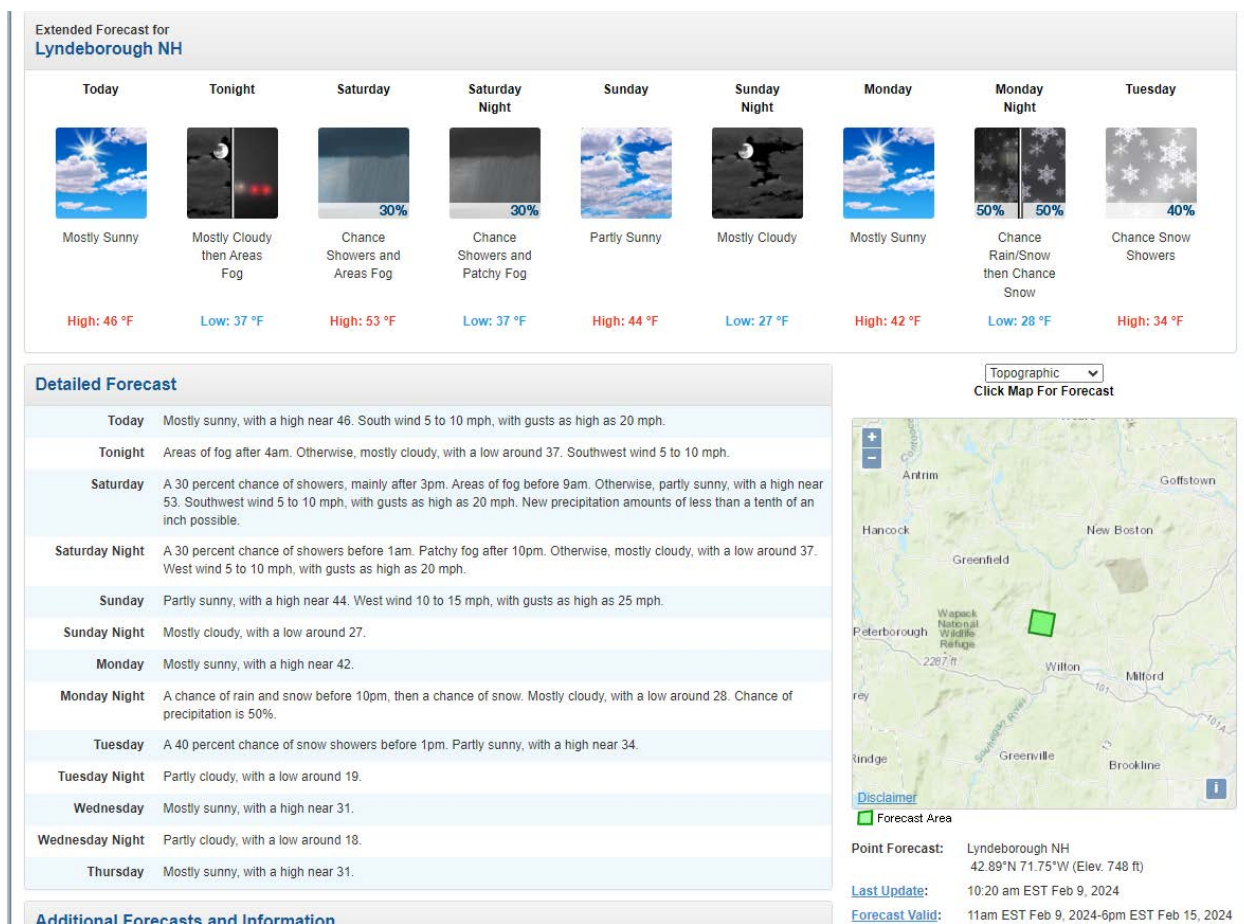 Extended Forecast for
Lyndeborough NH
Today
Tonight
Saturday
Saturday
Night
Sunday
Sunday
Night
Monday
Monday
Night
Tuesday
30%
30%
50%
50%
40%
Mostly Sunny
Mostly Cloudy
then Areas
Fog
Chance
Showers and
Areas Fog
Chance
Showers and
Patchy Fog
Partly Sunny
Mostly Cloudy
Mostly Sunny
Chance
Rain/Snow
then Chance
Snow
Chance Snow
Showers
High: 46 °F
Low: 37 °F
High: 53 °F
Low: 37 °F
High: 44 °F
Low: 27 °F
High: 42 °F
Low: 28 °F
High: 34 °F
Detailed Forecast
Today Mostly sunny, with a high near 46. South wind 5 to 10 mph, with gusts as high as 20 mph.
Tonight Areas of fog after 4am. Otherwise, mostly cloudy, with a low around 37. Southwest wind 5 to 10 mph.
Saturday A 30 percent chance of showers, mainly after 3pm. Areas of fog before 9am. Otherwise, partly sunny, with a high near
53. Southwest wind 5 to 10 mph, with gusts as high as 20 mph. New precipitation amounts of less than a tenth of an
inch possible.
Saturday Night A 30 percent chance of showers before 1am. Patchy fog after 10pm. Otherwise, mostly cloudy, with a low around 37.
West wind 5 to 10 mph, with gusts as high as 20 mph.
Sunday Partly sunny, with a high near 44. West wind 10 to 15 mph, with gusts as high as 25 mph.
Sunday Night Mostly cloudy, with a low around 27.
Monday Mostly sunny, with a high near 42.
Monday Night A chance of rain and snow before 10pm, then a chance of snow. Mostly cloudy, with a low around 28. Chance of
precipitation is 50%.
Tuesday A 40 percent chance of snow showers before 1pm. Partly sunny, with a high near 34.
Tuesday Night Partly cloudy, with a low around 19.
Wednesday Mostly sunny, with a high near 31.
Wednesday Night Partly cloudy, with a low around 18.
Thursday Mostly sunny, with a high near 31.
Additional Forecasts and Information
Topographic
Click Map For Forecast
+
−
Antrim
Goffstown
Hancock
New Boston
Greenfield
Wapack
National
Wildlife
Refuge
Peterborough
2287 ft
Wilton
Milford
101
101A
rey
Souhegan River
13
Rindge
Greenville
Brookline
Disclaimer
i
Forecast Area
Point Forecast: Lyndeborough NH
42.89°N 71.75°W (Elev. 748 ft)
Last Update: 10:20 am EST Feb 9, 2024
Forecast Valid: 11am EST Feb 9, 2024-6pm EST Feb 15, 2024